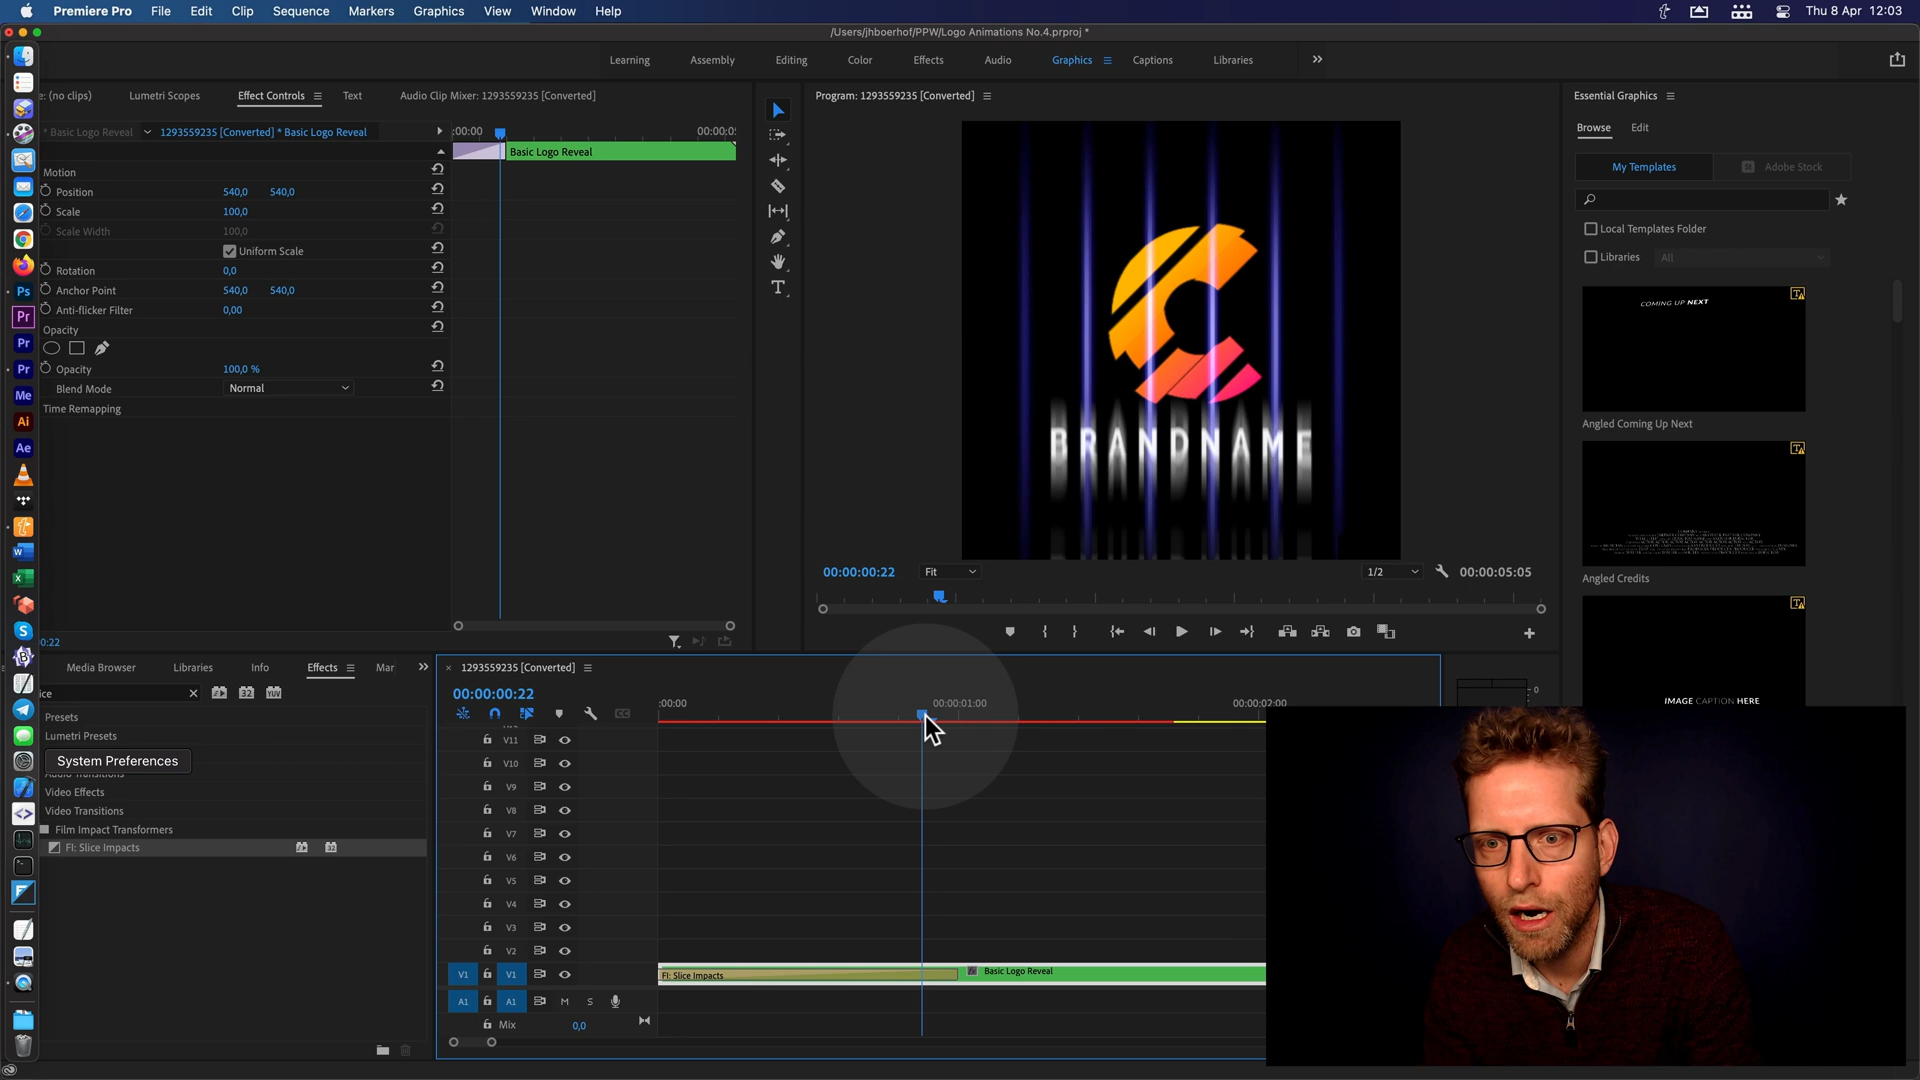 Premiere Pro File Edit Clip Sequence Markers Graphics View Window Help Thu 8 Apr 12:03
/Users/jhboerhof/PPW/Logo Animations No.4.prproj *
Learning Assembly Editing Color Effects Audio Graphics Captions Libraries
e: (no clips) Lumetri Scopes Effect Controls Text Audio Clip Mixer: 1293559235 [Converted]
Program: 1293559235 [Converted]
Essential Graphics
Browse Edit
My Templates Adobe Stock
Local Templates Folder
Libraries All
COMING UP NEXT
Angled Coming Up Next
Angled Credits
IMAGE CAPTION HERE
* Basic Logo Reveal 1293559235 [Converted] * Basic Logo Reveal :00:00 00:00:0
Basic Logo Reveal
Motion
Position 540,0 540,0
Scale 100,0
Scale Width 100,0
Uniform Scale
Rotation 0,0
Anchor Point 540,0 540,0
Anti-flicker Filter 0,00
Opacity
Opacity 100,0 %
Blend Mode Normal
Time Remapping
0:22
BRANDNAME
00:00:00:22 Fit 1/2 00:00:05:05
Media Browser Libraries Info Effects Mar
ice
Presets
Lumetri Presets
System Preferences
Audio Transitions
Video Effects
Video Transitions
Film Impact Transformers
FI: Slice Impacts
1293559235 [Converted]
00:00:00:22
:00:00 00:00:01:00 00:00:02:00
V11
V10
V9
V8
V7
V6
V5
V4
V3
V2
V1 V1 FI: Slice Impacts Basic Logo Reveal
A1 A1 M S
Mix 0,0
0
Ps
Pr
Pr
Pr
Me
Ai
Ae